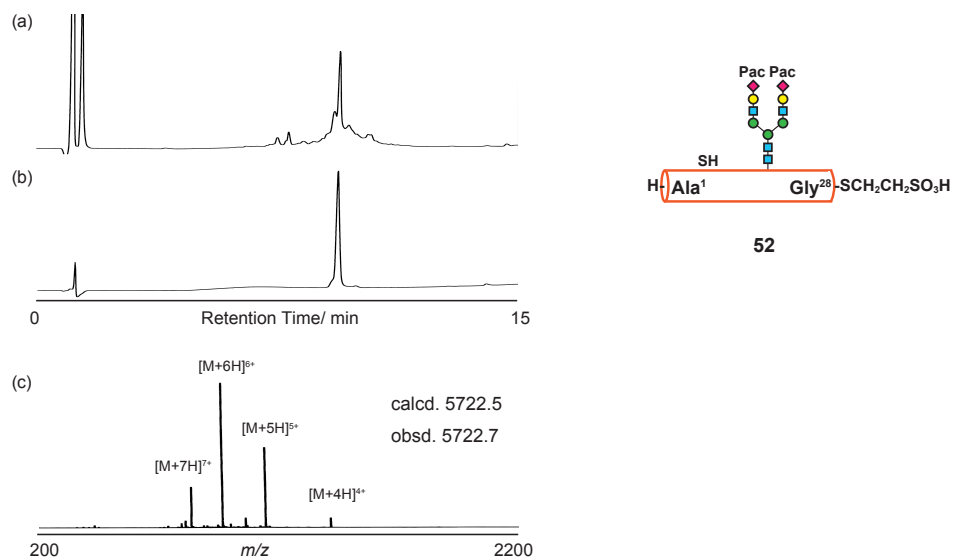 (a)
(b)
0
Retention Time/ min
15
(c)
[M+6H]⁶⁺
[M+5H]⁵⁺
[M+7H]⁷⁺
[M+4H]⁴⁺
calcd. 5722.5
obsd. 5722.7
200
m/z
2200
Pac Pac
SH
H- Ala¹ Gly²⁸ -SCH₂CH₂SO₃H
52